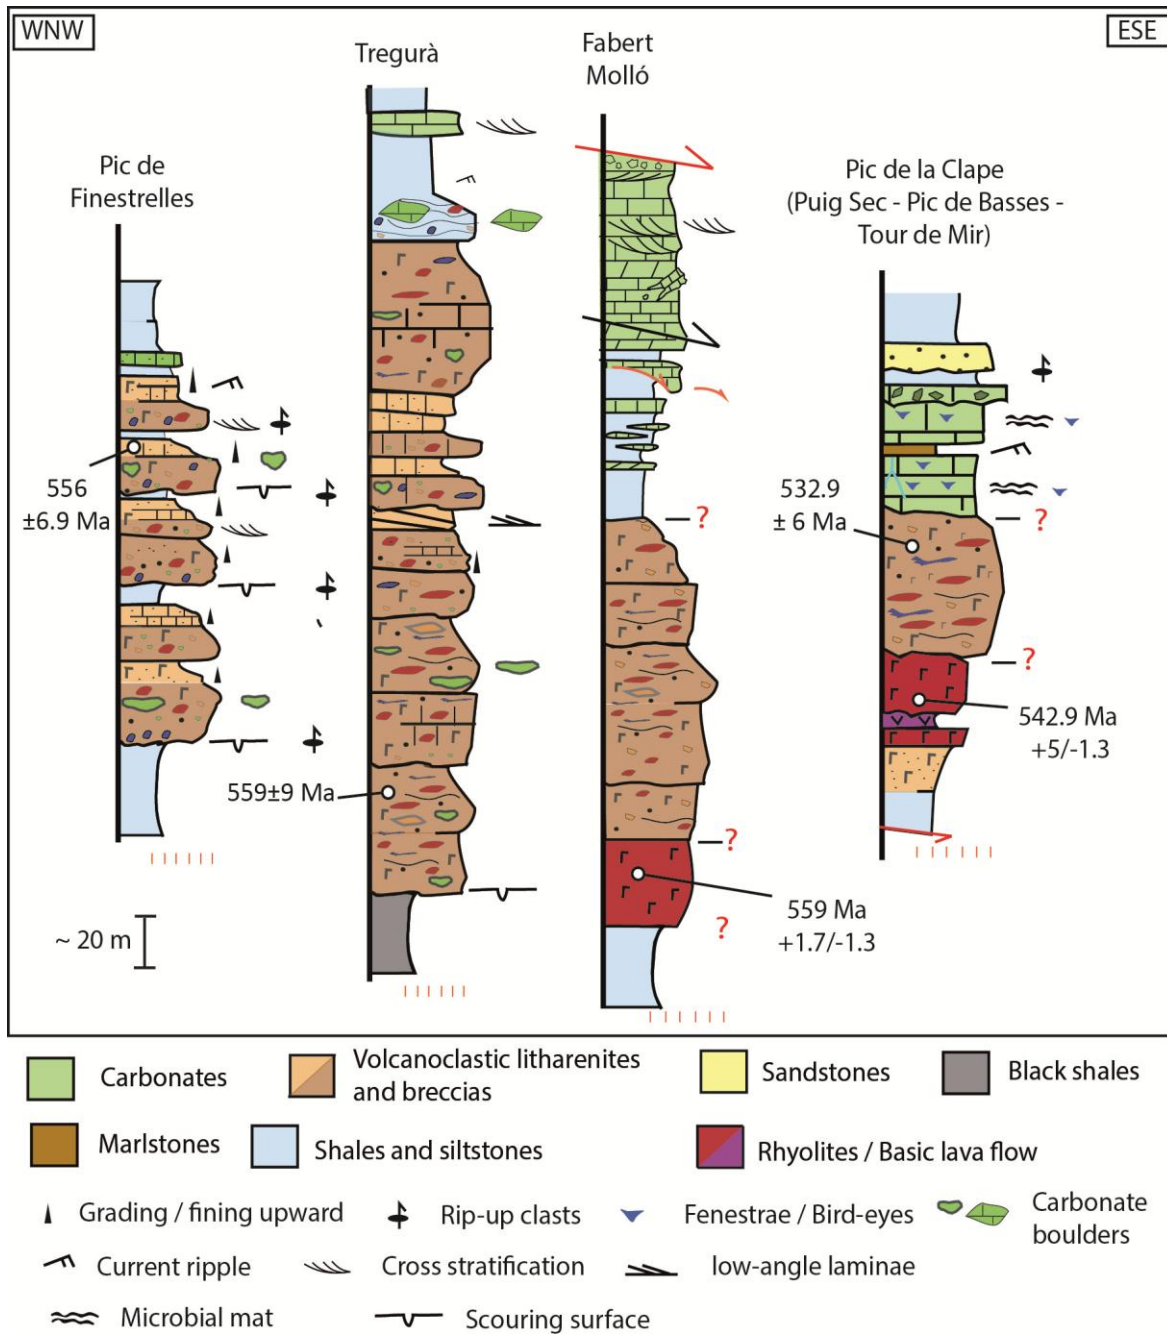 WNW
ESE
Tregurà
Fabert
Molló
Pic de
Finestrelles
Pic de la Clape
(Puig Sec - Pic de Basses -
Tour de Mir)
556
±6.9 Ma
532.9
± 6 Ma
?
?
?
?
?
542.9 Ma
+5/-1.3
559±9 Ma
559 Ma
+1.7/-1.3
~ 20 m
Carbonates
Volcanoclastic litharenites
and breccias
Sandstones
Black shales
Marlstones
Shales and siltstones
Rhyolites / Basic lava flow
Grading / fining upward
Rip-up clasts
Fenestrae / Bird-eyes
Carbonate
boulders
Current ripple
Cross stratification
low-angle laminae
Microbial mat
Scouring surface